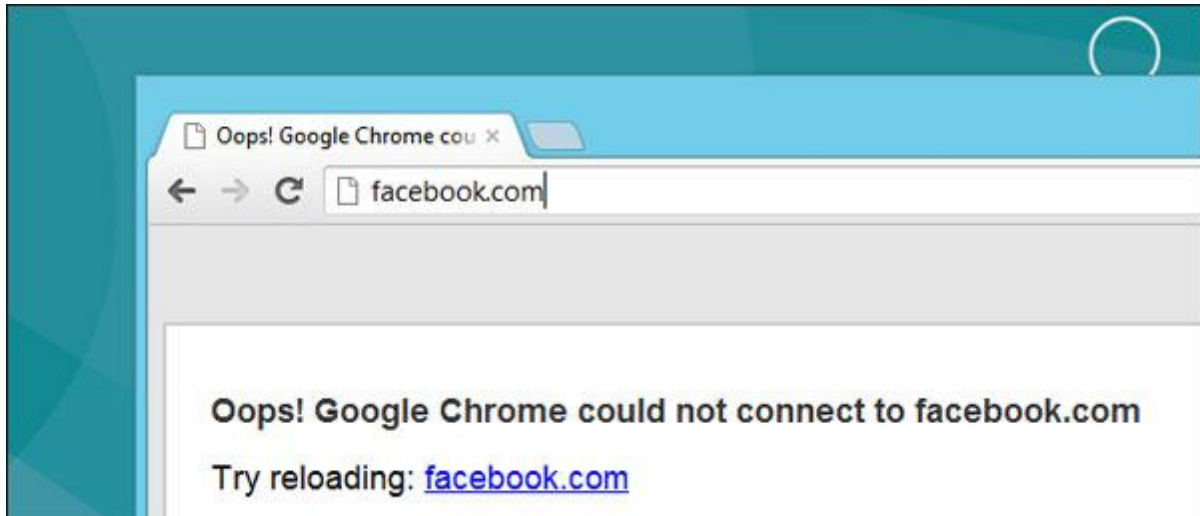 Oops! Google Chrome cou
facebook.com
Oops! Google Chrome could not connect to facebook.com
Try reloading: facebook.com